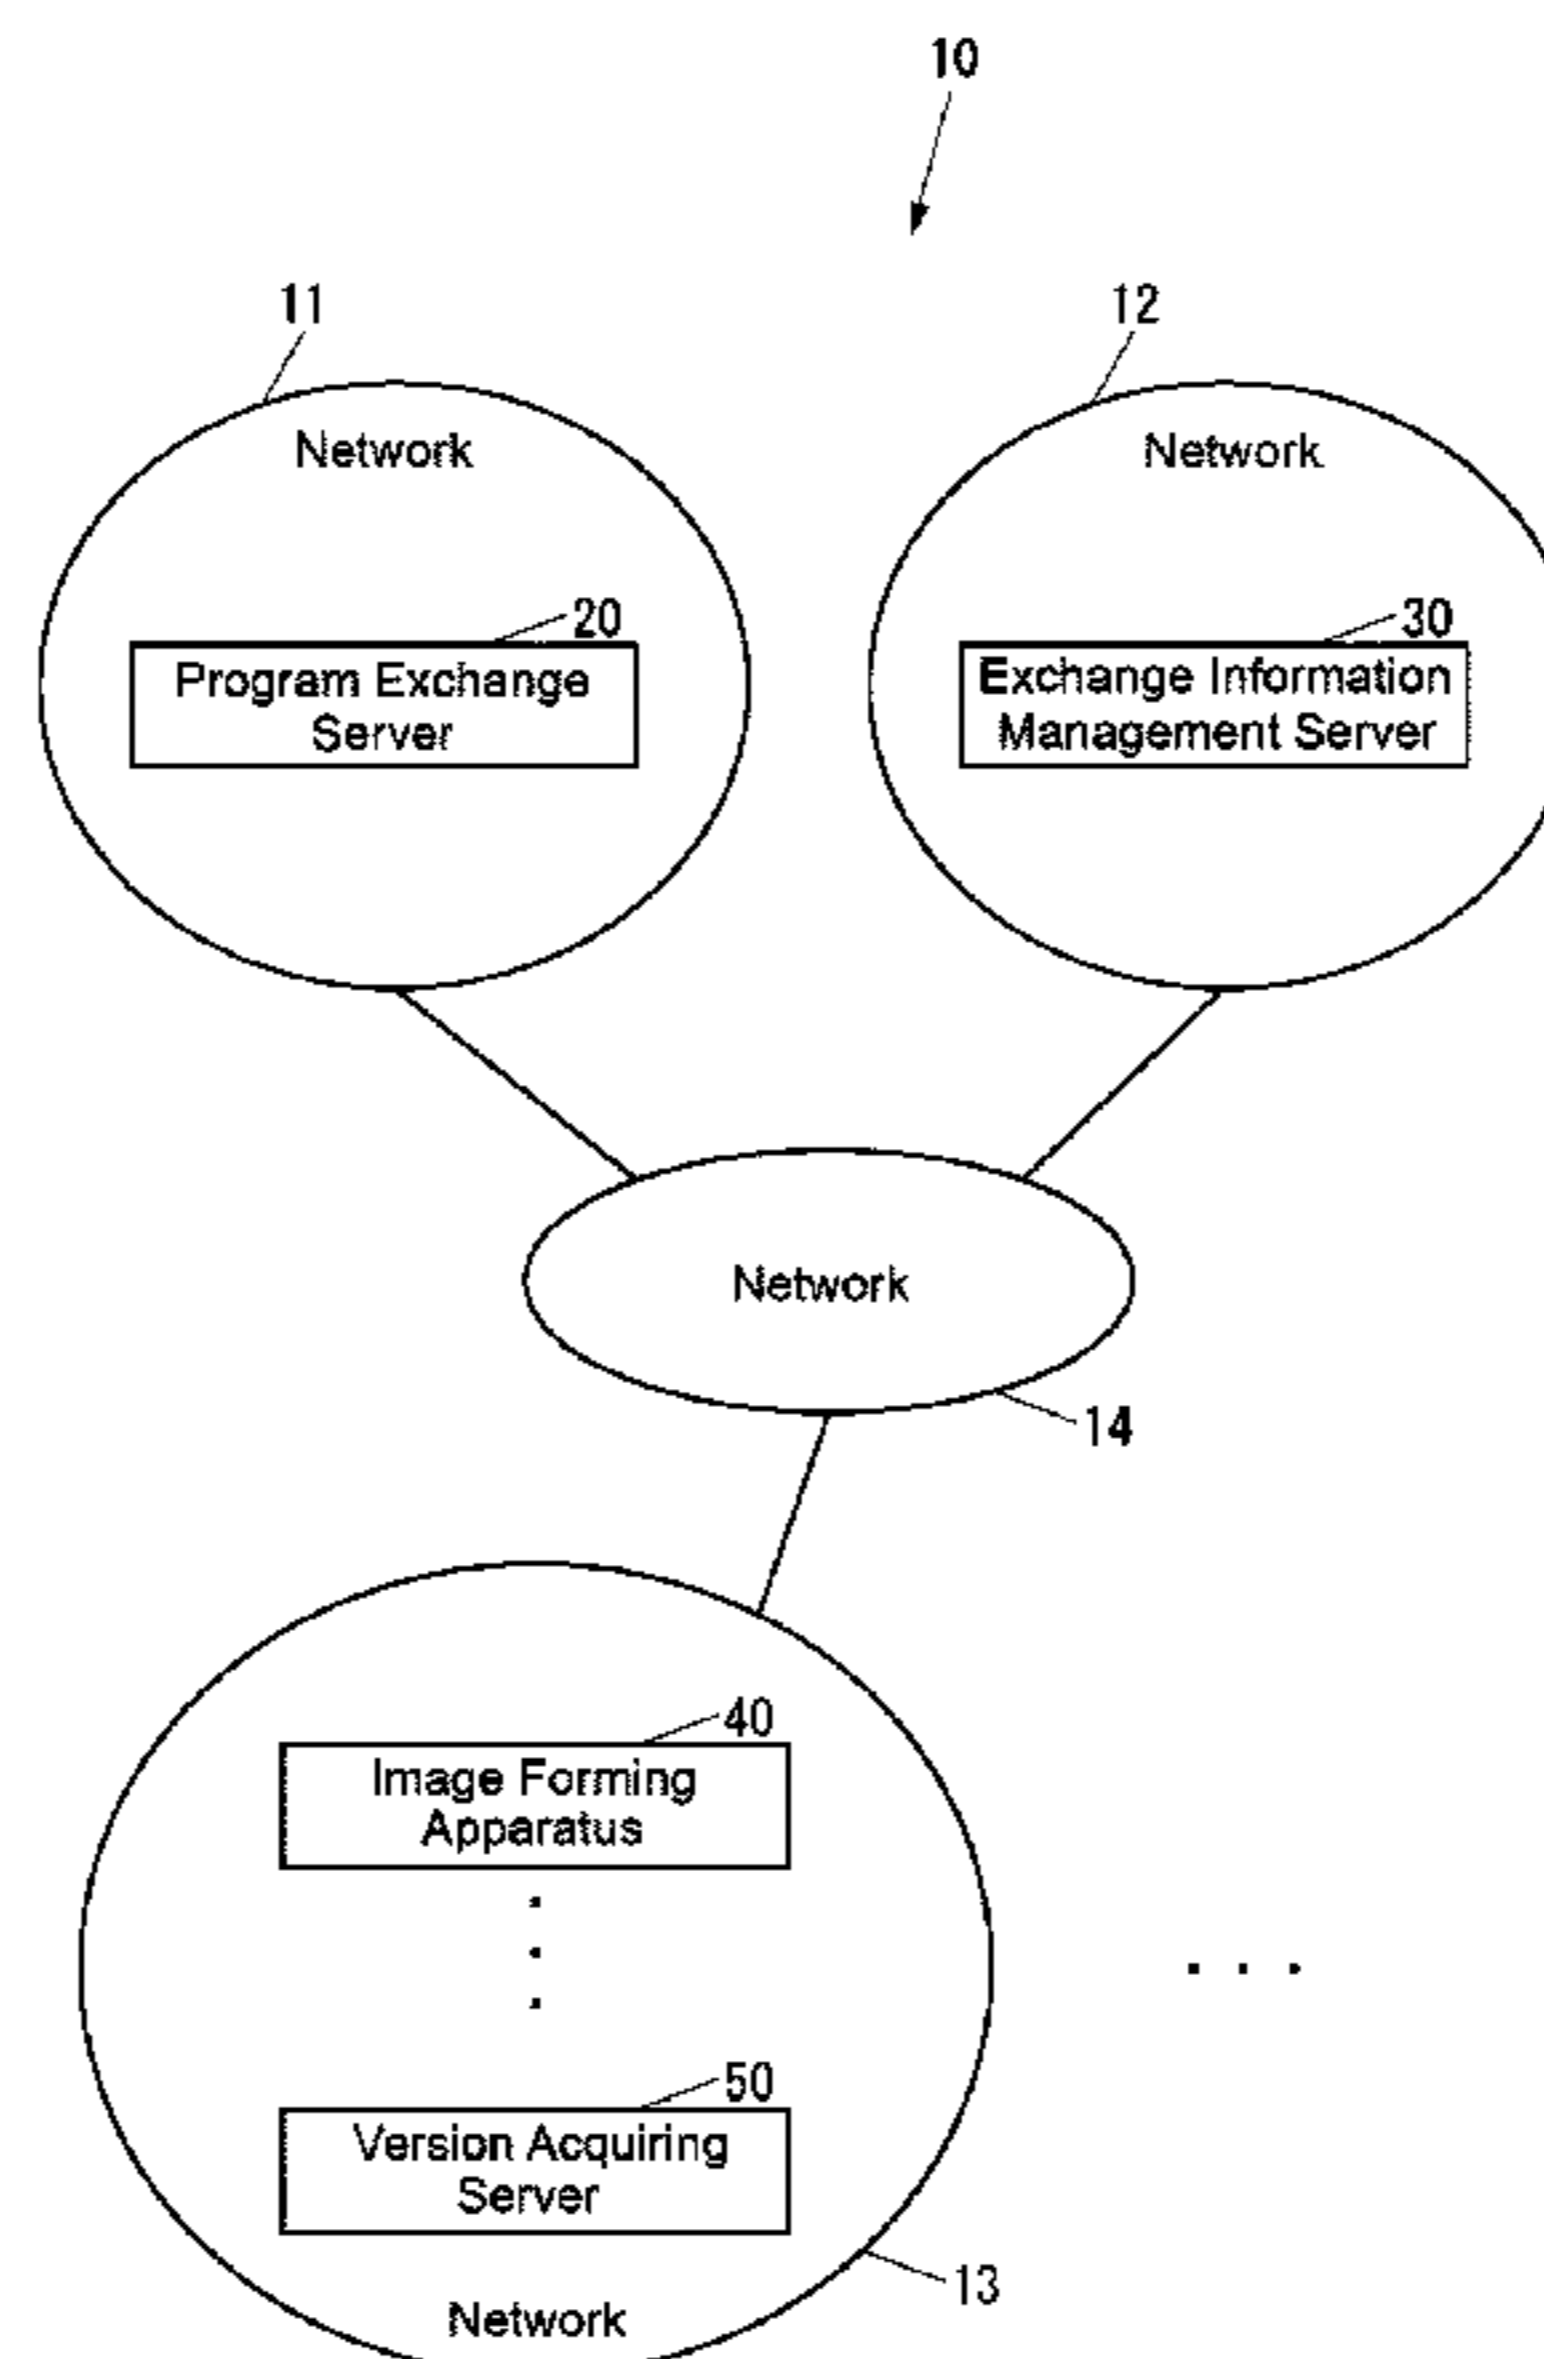 10
11
12
Network
Network
20
30
Program Exchange
Server
Exchange Information
Management Server
Network
14
40
Image Forming
Apparatus
50
Version Acquiring
Server
13
Network